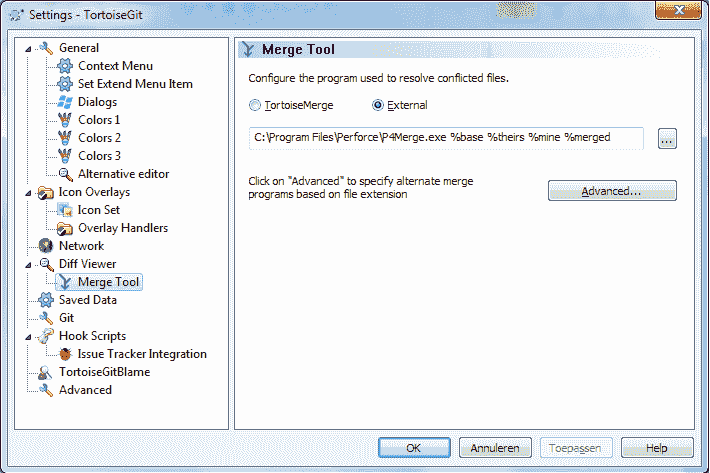 Settings - TortoiseGit
General
Context Menu
Set Extend Menu Item
Dialogs
Colors 1
Colors 2
Colors 3
Alternative editor
Icon Overlays
Icon Set
Overlay Handlers
Network
Diff Viewer
Merge Tool
Saved Data
Git
Hook Scripts
Issue Tracker Integration
TortoiseGitBlame
Advanced
Merge Tool
Configure the program used to resolve conflicted files.
TortoiseMerge External
C:\Program Files\Perforce\P4Merge.exe %base %theirs %mine %merged
...
Click on "Advanced" to specify alternate merge
programs based on file extension
Advanced...
OK Annuleren Toepassen Help